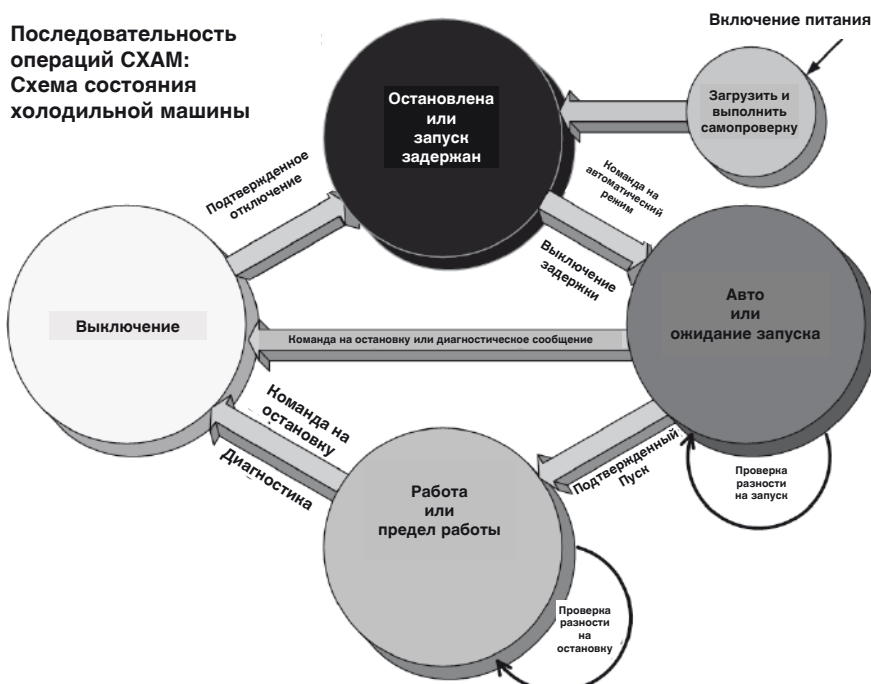 Последовательность
операций CXAM:
Схема состояния
холодильной машины
Включение питания
Остановлена
или
запуск
задержан
Загрузить и
выполнить
самопроверку
Подтвержденное
отключение
Команда на
автоматический
режим
Выключение
задержки
Выключение
Авто
или
ожидание запуска
Команда на остановку или диагностическое сообщение
Команда на
остановку
Диагностика
Подтвержденный
Пуск
Проверка
разности
на запуск
Работа
или
предел работы
Проверка
разности
на
остановку